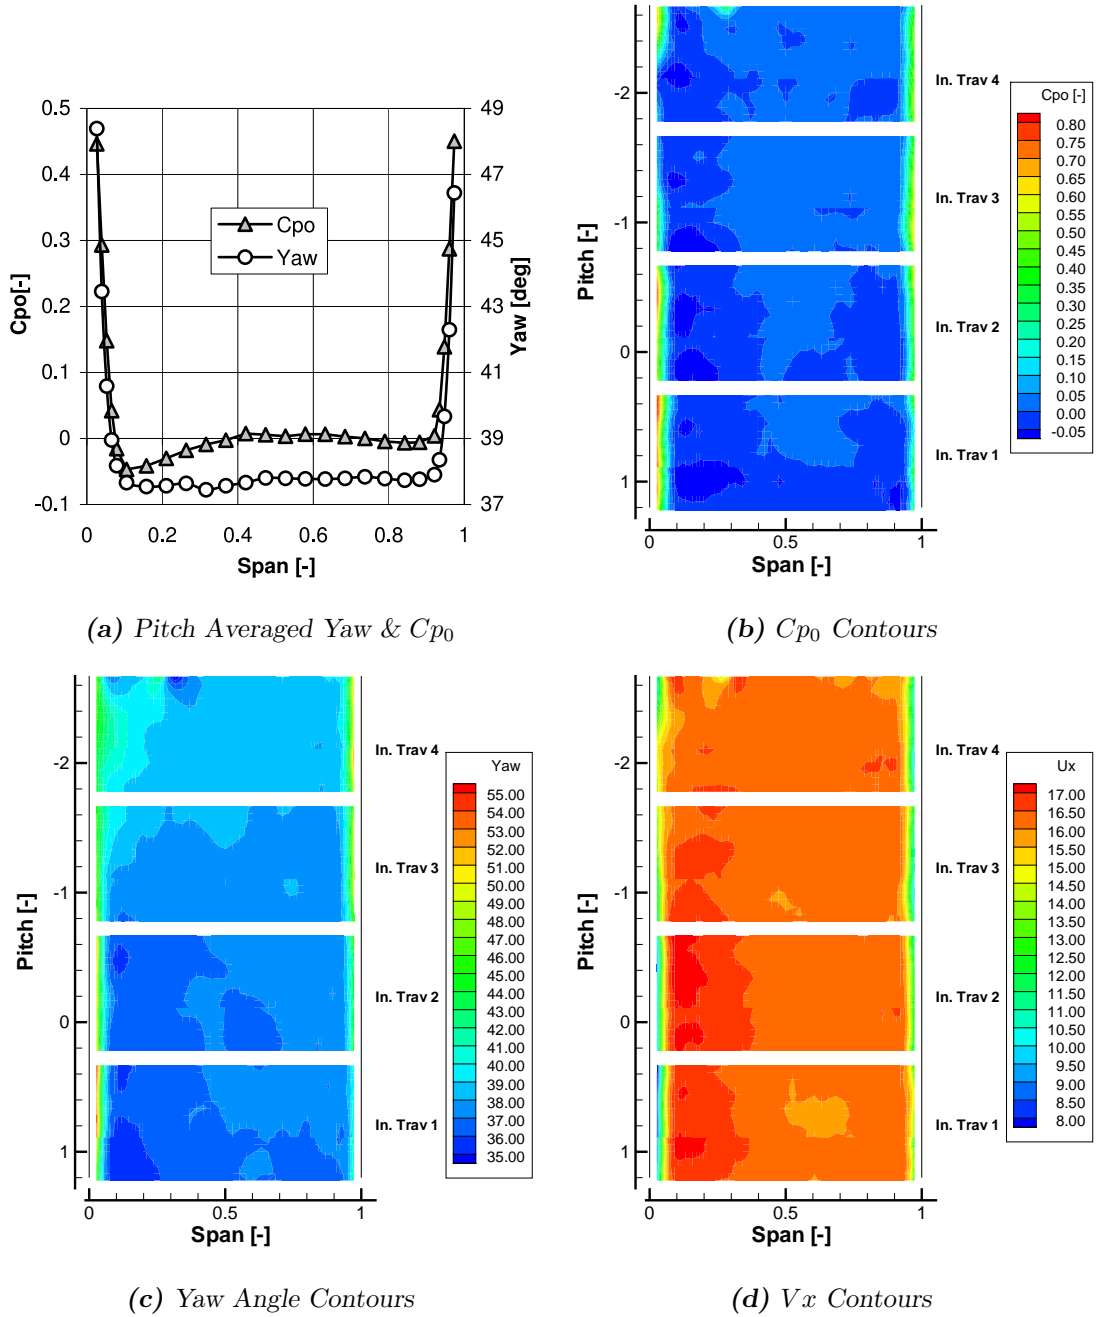 0.5
0.4
0.3
0.2
0.1
0
-0.1
Cpo[-]
49
47
45
43
41
39
37
Yaw [deg]
Cpo
Yaw
0 0.2 0.4 0.6 0.8 1
Span [-]
(a) Pitch Averaged Yaw & Cp0
-2
-1
0
1
Pitch [-]
In. Trav 4
In. Trav 3
In. Trav 2
In. Trav 1
0 0.5 1
Span [-]
Cpo [-]
0.80
0.75
0.70
0.65
0.60
0.55
0.50
0.45
0.40
0.35
0.30
0.25
0.20
0.15
0.10
0.05
0.00
-0.05
(b) Cp0 Contours
-2
-1
0
1
Pitch [-]
In. Trav 4
In. Trav 3
In. Trav 2
In. Trav 1
0 0.5 1
Span [-]
Yaw
55.00
54.00
53.00
52.00
51.00
50.00
49.00
48.00
47.00
46.00
45.00
44.00
43.00
42.00
41.00
40.00
39.00
38.00
37.00
36.00
35.00
(c) Yaw Angle Contours
-2
-1
0
1
Pitch [-]
In. Trav 4
In. Trav 3
In. Trav 2
In. Trav 1
0 0.5 1
Span [-]
Ux
17.00
16.50
16.00
15.50
15.00
14.50
14.00
13.50
13.00
12.50
12.00
11.50
11.00
10.50
10.00
9.50
9.00
8.50
8.00
(d) Vx Contours